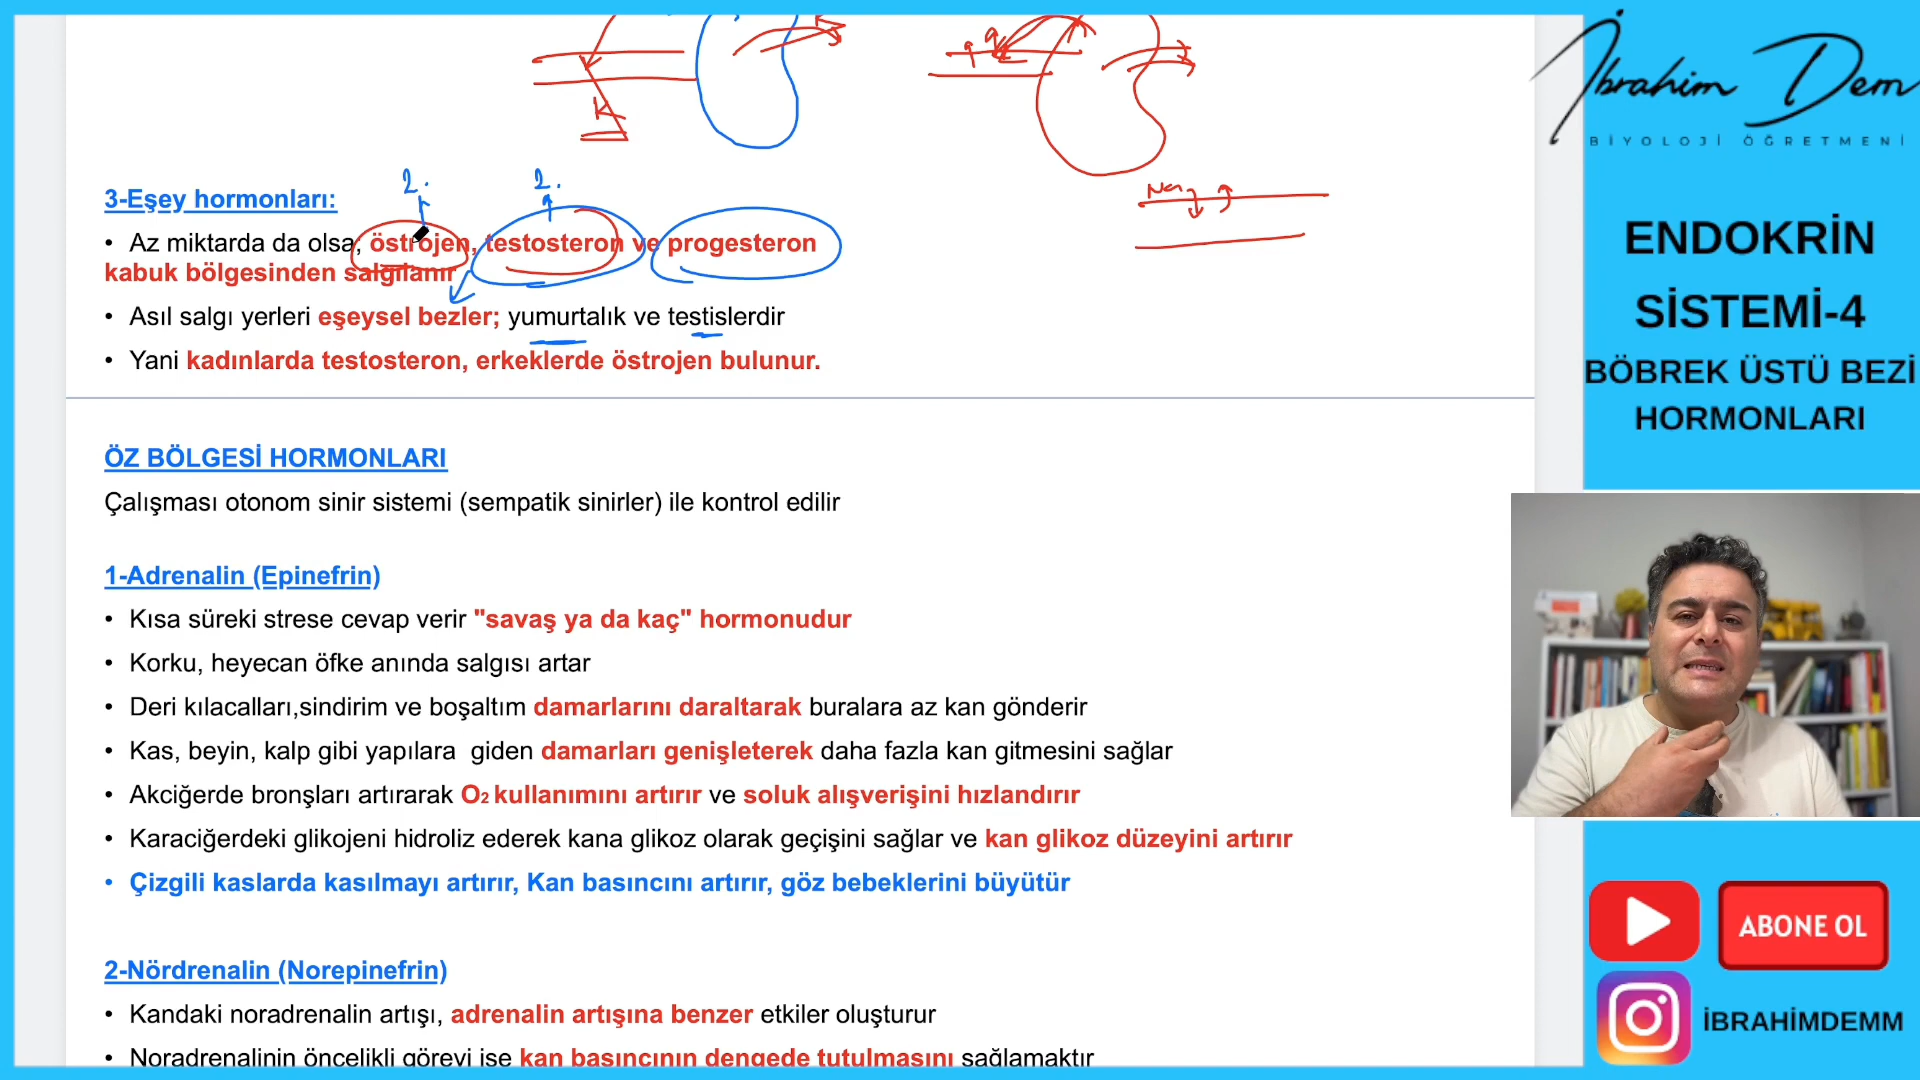 İbrahim Dem
BİYOLOJİ ÖĞRETMENİ
K
K
2.
2.
3-Eşey hormonları:
• Az miktarda da olsa, östrojen, testosteron ve progesteron
kabuk bölgesinden salgılanır
• Asıl salgı yerleri eşeysel bezler; yumurtalık ve testislerdir
• Yani kadınlarda testosteron, erkeklerde östrojen bulunur.
ÖZ BÖLGESİ HORMONLARI
Çalışması otonom sinir sistemi (sempatik sinirler) ile kontrol edilir
1-Adrenalin (Epinefrin)
• Kısa süreki strese cevap verir "savaş ya da kaç" hormonudur
• Korku, heyecan öfke anında salgısı artar
• Deri kılacalları,sindirim ve boşaltım damarlarını daraltarak buralara az kan gönderir
• Kas, beyin, kalp gibi yapılara giden damarları genişleterek daha fazla kan gitmesini sağlar
• Akciğerde bronşları artırarak O2 kullanımını artırır ve soluk alışverişini hızlandırır
• Karaciğerdeki glikojeni hidroliz ederek kana glikoz olarak geçişini sağlar ve kan glikoz düzeyini artırır
• Çizgili kaslarda kasılmayı artırır, Kan basıncını artırır, göz bebeklerini büyütür
2-Nördrenalin (Norepinefrin)
• Kandaki noradrenalin artışı, adrenalin artışına benzer etkiler oluşturur
• Noradrenalinin öncelikli görevi ise kan basıncının dengede tutulmasını sağlamaktır
ENDOKRİN
SİSTEMİ-4
BÖBREK ÜSTÜ BEZİ
HORMONLARI
ABONE OL
İBRAHİMDEMM